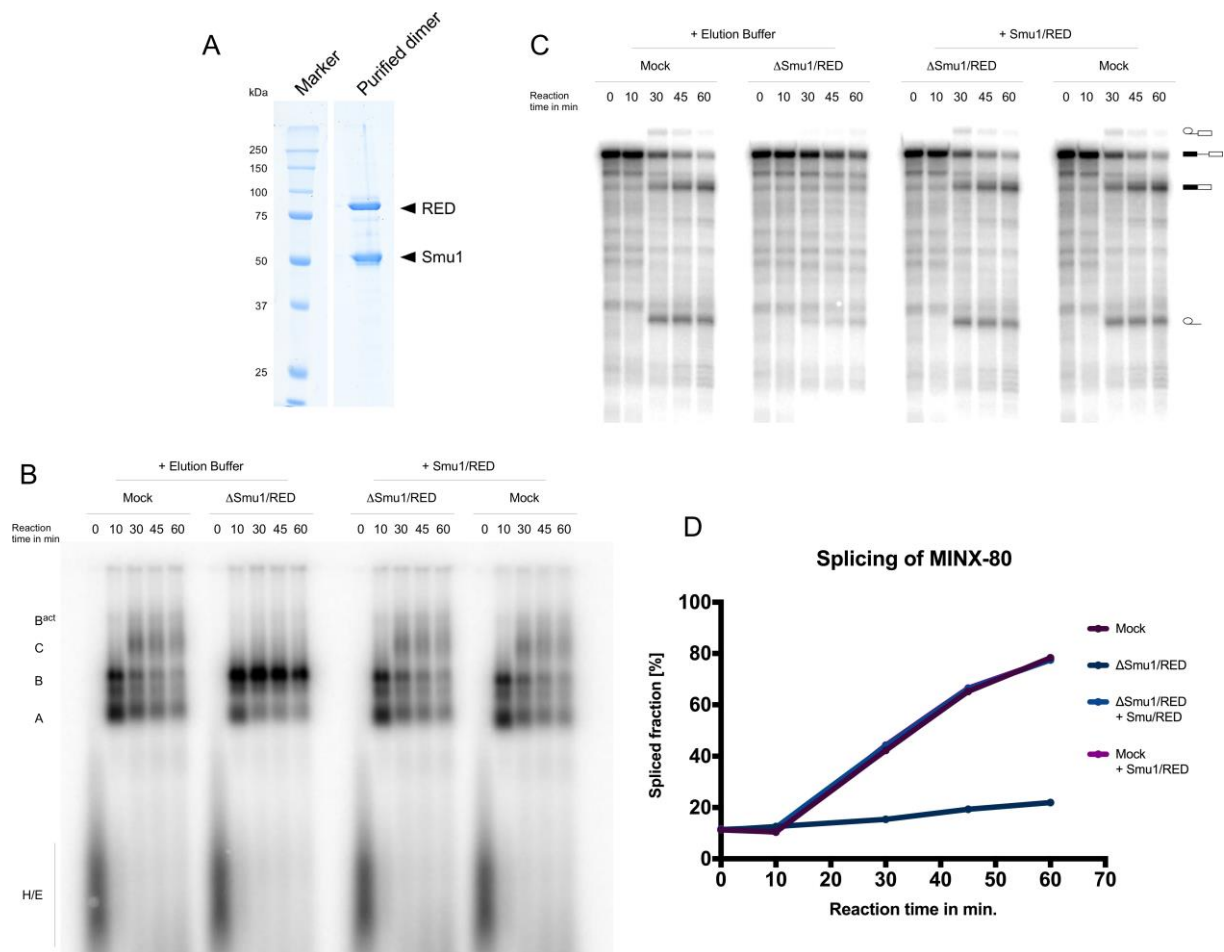 A
Marker
Purified dimer
kDa
250
150
100
75
50
37
25
RED
Smu1
B
+ Elution Buffer
+ Smu1/RED
Mock
ΔSmu1/RED
ΔSmu1/RED
Mock
Reaction
time in min
0 10 30 45 60 0 10 30 45 60 0 10 30 45 60 0 10 30 45 60
Bact
C
B
A
H/E
C
+ Elution Buffer
+ Smu1/RED
Mock
ΔSmu1/RED
ΔSmu1/RED
Mock
Reaction
time in min
0 10 30 45 60 0 10 30 45 60 0 10 30 45 60 0 10 30 45 60
D
Splicing of MINX-80
Spliced fraction [%]
100
80
60
40
20
0
0 10 20 30 40 50 60 70
Reaction time in min.
Mock
ΔSmu1/RED
ΔSmu1/RED
+ Smu/RED
Mock
+ Smu1/RED